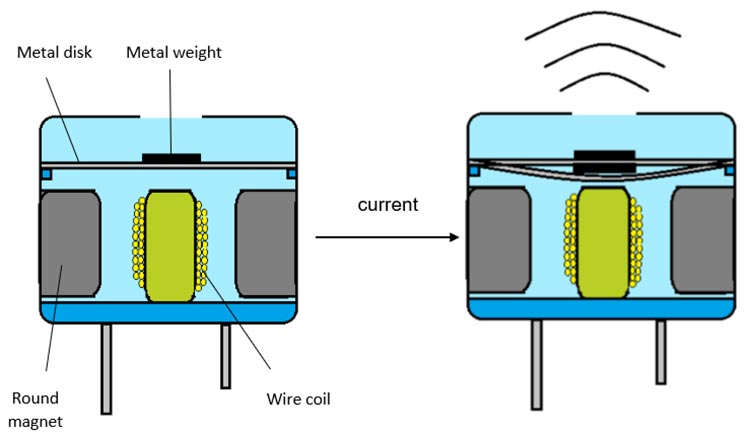 Metal disk
Metal weight
current
Round
magnet
Wire coil